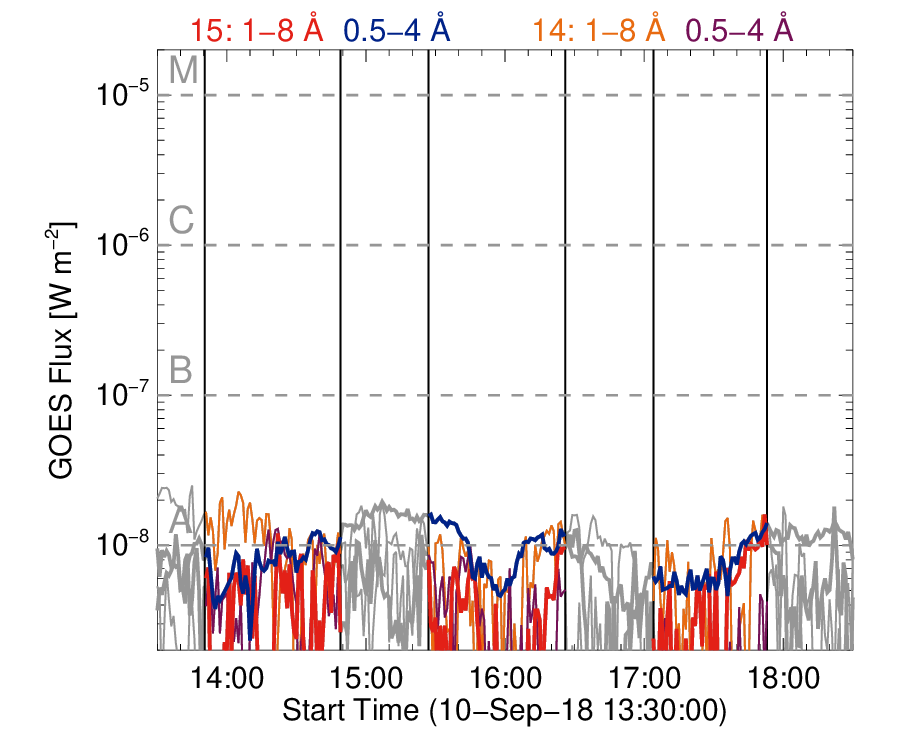 15: 1−8 Å 0.5−4 Å 14: 1−8 Å 0.5−4 Å
M
10⁻⁵
C
10⁻⁶
B
10⁻⁷
A
10⁻⁸
GOES Flux [W m⁻²]
14:00 15:00 16:00 17:00 18:00
Start Time (10−Sep−18 13:30:00)